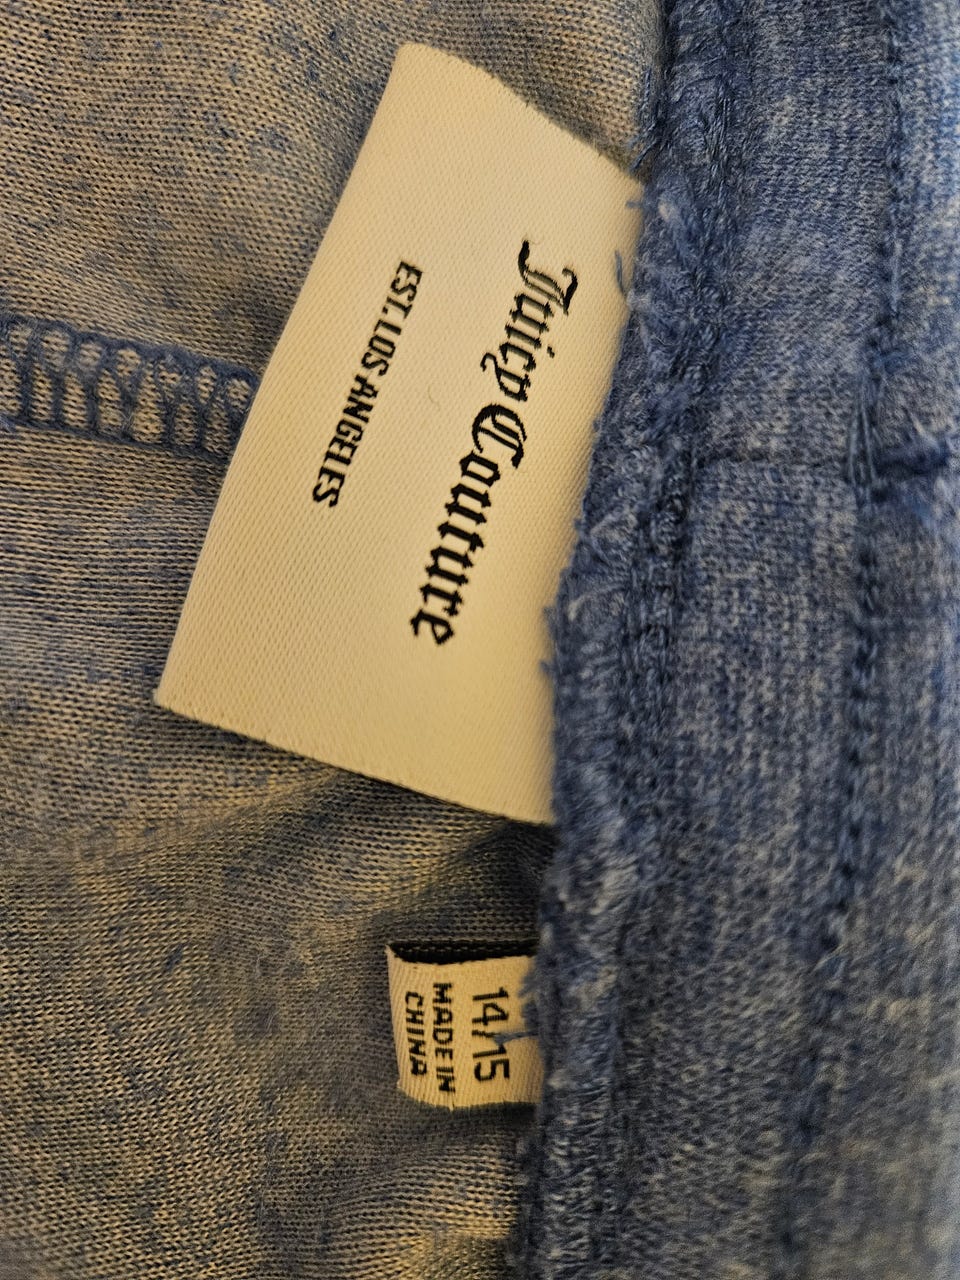 Juicy Couture
EST. LOS ANGELES
14/15
MADE IN
CHINA